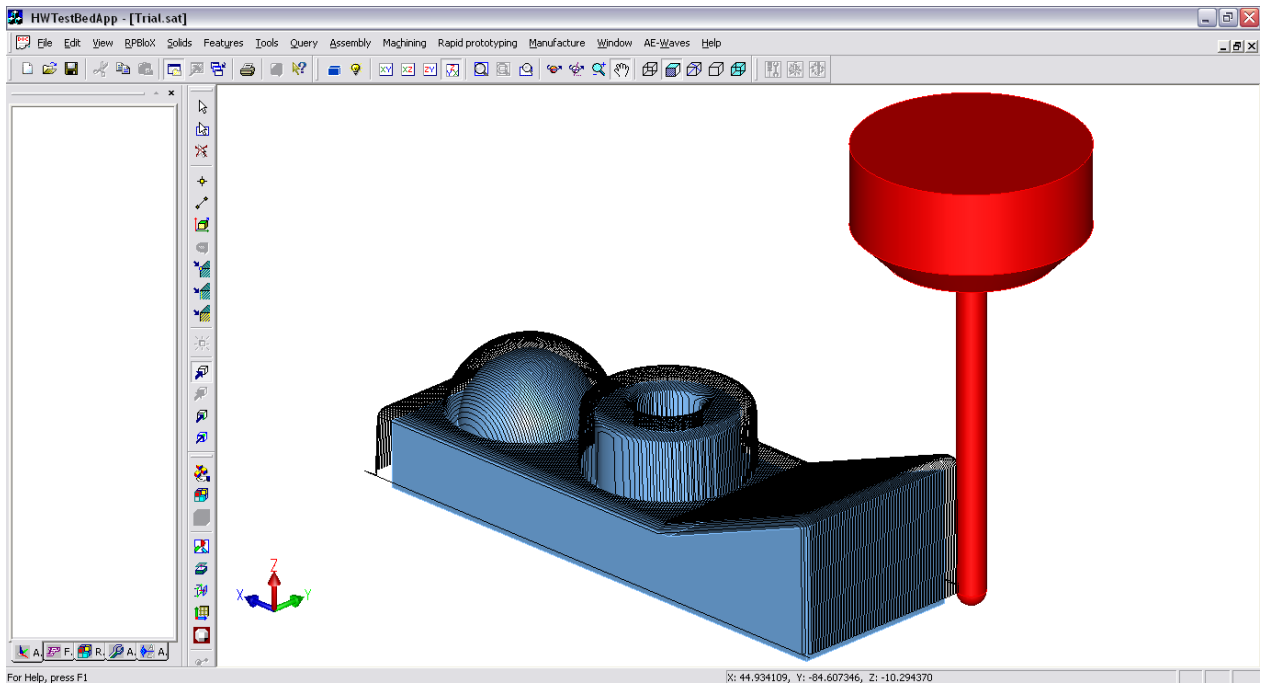 HWTestBedApp - [Trial.sat]
File Edit View RPBloX Solids Features Tools Query Assembly Machining Rapid prototyping Manufacture Window AE-Waves Help
XY XZ ZY
Z
X Y
A. F. R. A. A.
For Help, press F1 X: 44.934109, Y: -84.607346, Z: -10.294370